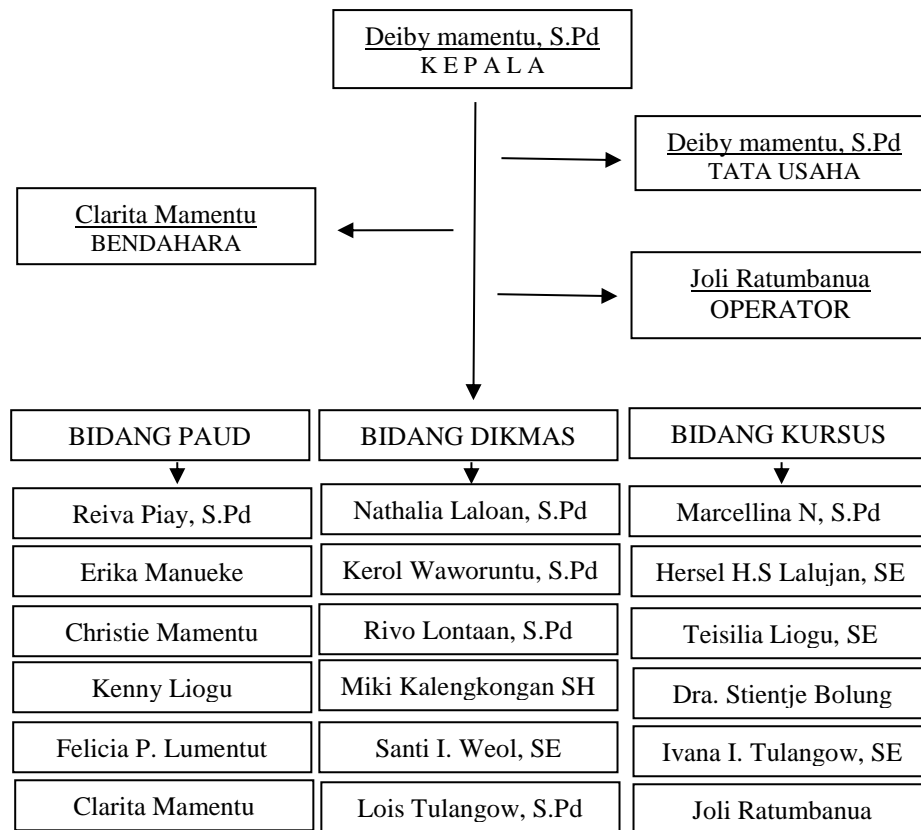 Deiby mamentu, S.Pd
K E P A L A
Deiby mamentu, S.Pd
TATA USAHA
Clarita Mamentu
BENDAHARA
Joli Ratumbanua
OPERATOR
BIDANG PAUD
Reiva Piay, S.Pd
Erika Manueke
Christie Mamentu
Kenny Liogu
Felicia P. Lumentut
Clarita Mamentu
BIDANG DIKMAS
Nathalia Laloan, S.Pd
Kerol Waworuntu, S.Pd
Rivo Lontaan, S.Pd
Miki Kalengkongan SH
Santi I. Weol, SE
Lois Tulangow, S.Pd
BIDANG KURSUS
Marcellina N, S.Pd
Hersel H.S Lalujan, SE
Teisilia Liogu, SE
Dra. Stientje Bolung
Ivana I. Tulangow, SE
Joli Ratumbanua